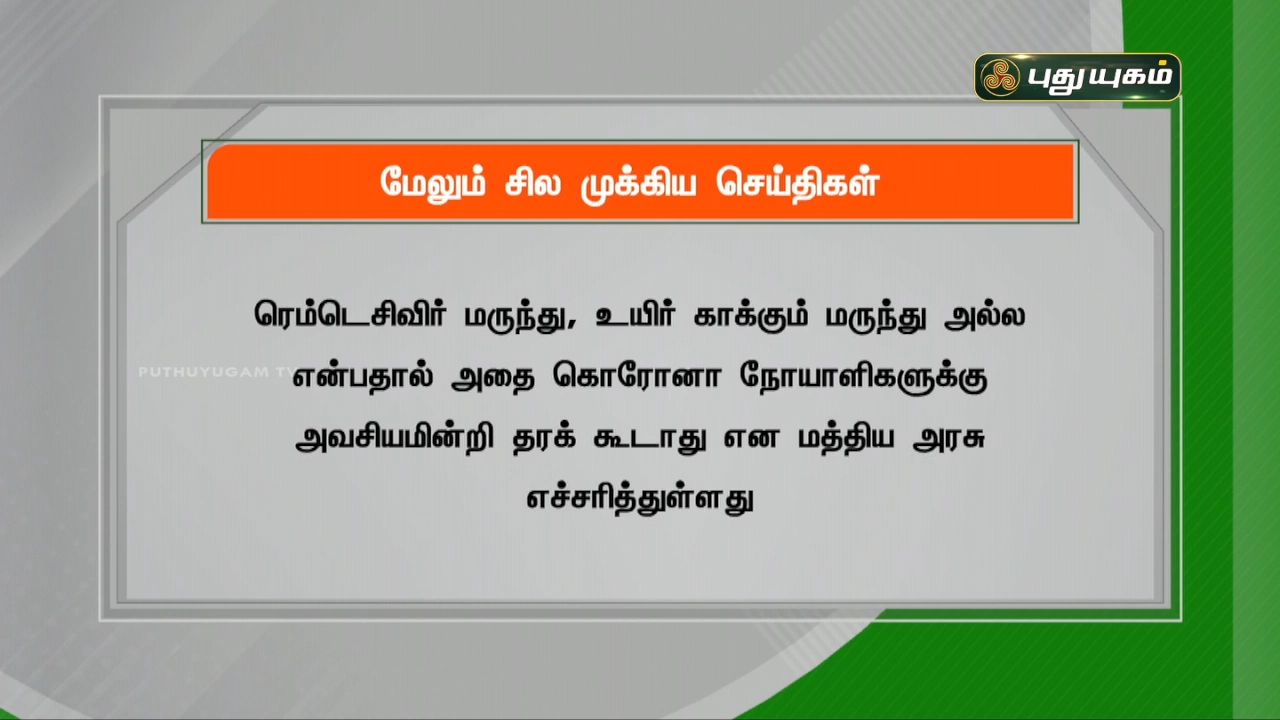 புதுயுகம்
மேலும் சில முக்கிய செய்திகள்
ரெம்டெசிவிர் மருந்து, உயிர் காக்கும் மருந்து அல்ல
PUTHUYUGAM TV
என்பதால் அதை கொரோனா நோயாளிகளுக்கு
அவசியமின்றி தரக் கூடாது என மத்திய அரசு
எச்சரித்துள்ளது